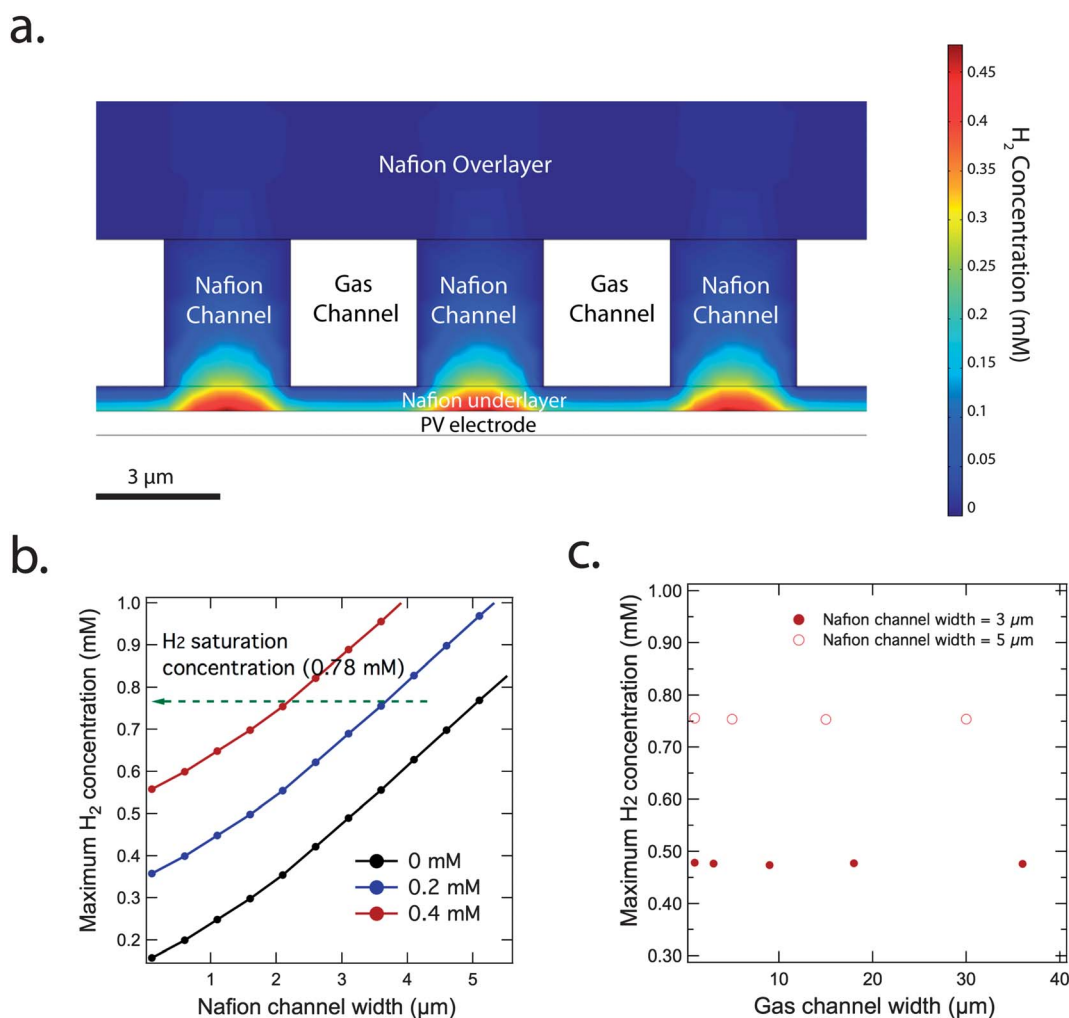 a.
Nafion Overlayer
Nafion
Channel
Gas
Channel
Nafion
Channel
Gas
Channel
Nafion
Channel
Nafion underlayer
PV electrode
3 μm
0.45
0.4
0.35
0.3
0.25
0.2
0.15
0.1
0.05
0
H₂ Concentration (mM)
b.
Maximum H₂ concentration (mM)
1.0
0.9
0.8
0.7
0.6
0.5
0.4
0.3
0.2
H2 saturation
concentration (0.78 mM)
0 mM
0.2 mM
0.4 mM
1 2 3 4 5
Nafion channel width (μm)
c.
Maximum H2 concentration (mM)
1.00
0.90
0.80
0.70
0.60
0.50
0.40
0.30
Nafion channel width = 3 μm
Nafion channel width = 5 μm
10 20 30 40
Gas channel width (μm)